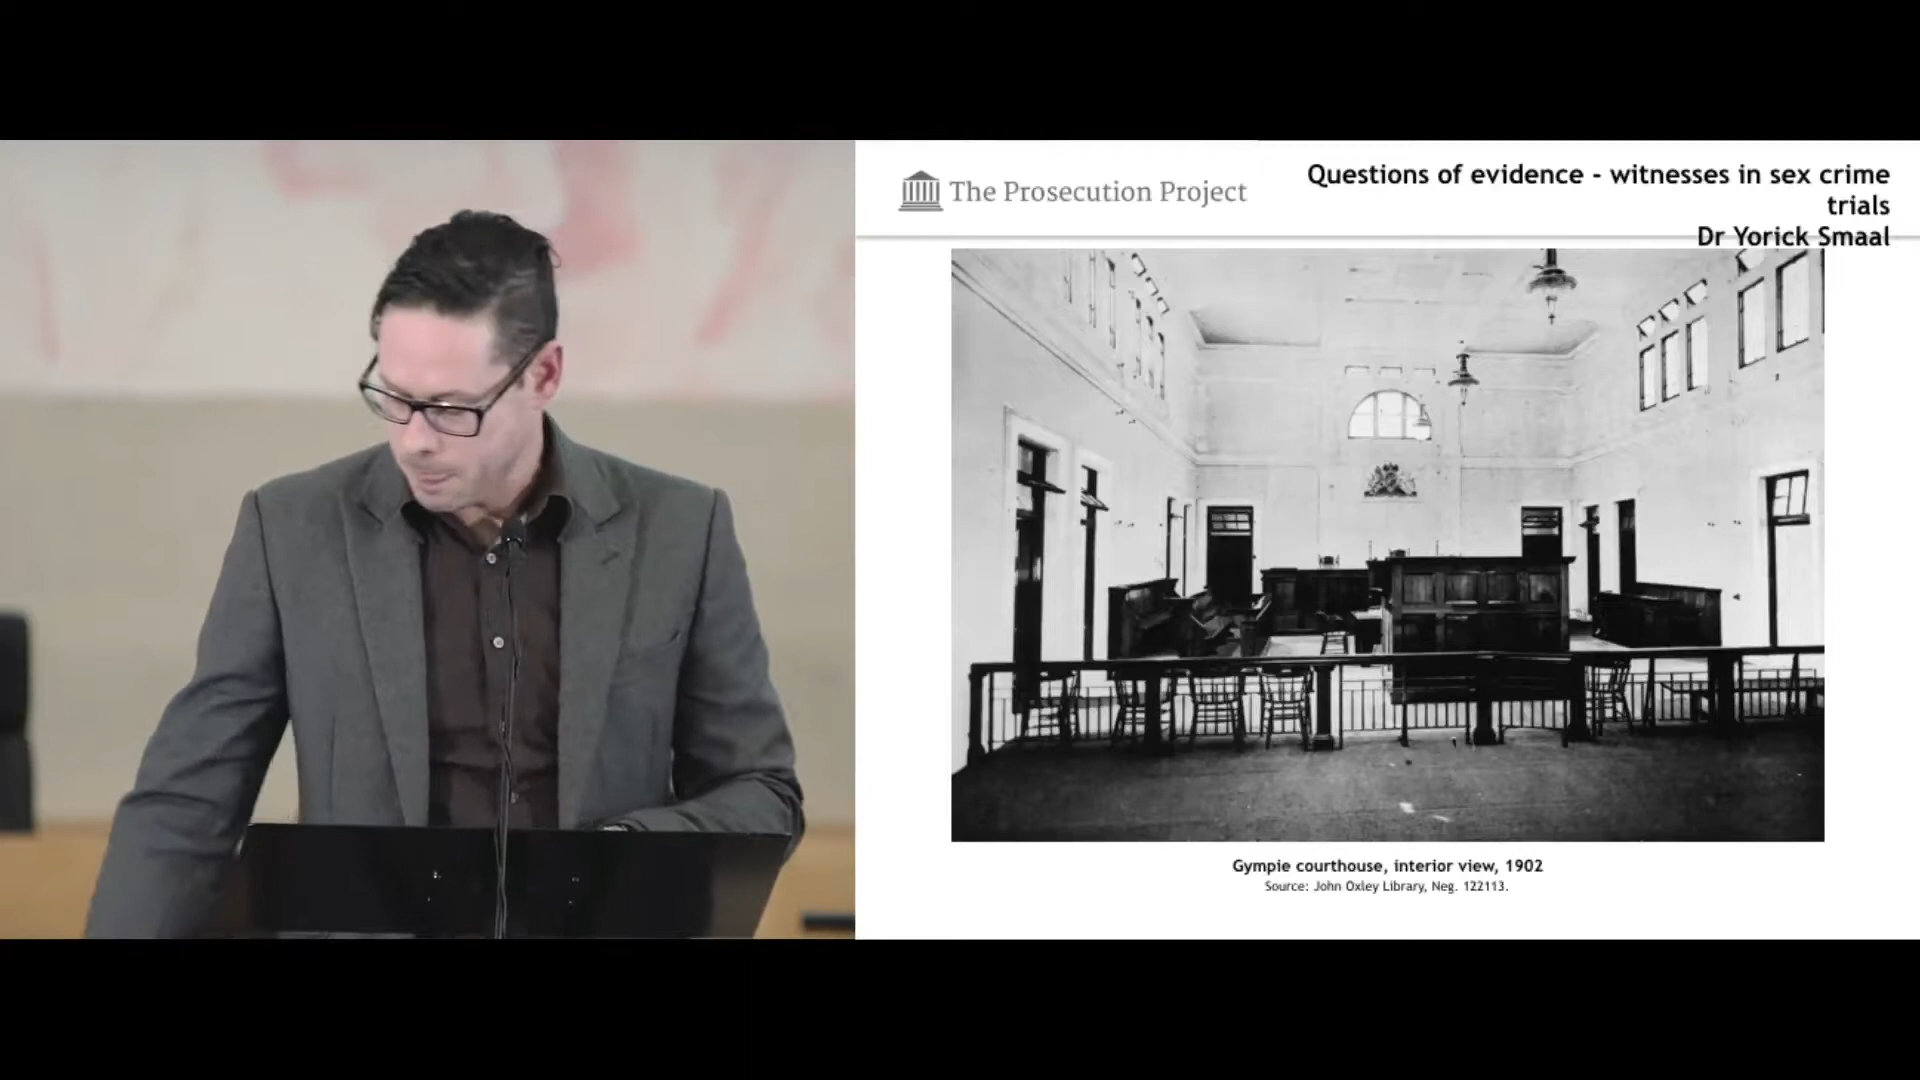 The Prosecution Project
Questions of evidence - witnesses in sex crime
trials
Dr Yorick Smaal
Gympie courthouse, interior view, 1902
Source: John Oxley Library, Neg. 122113.